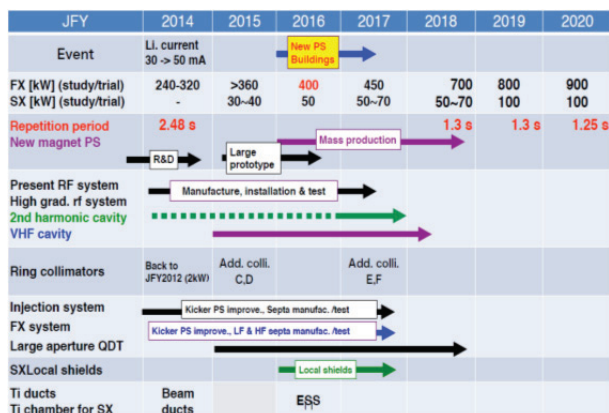 JFY 2014 2015 2016 2017 2018 2019 2020
Event
Li. current
30 -> 50 mA
New PS
Buildings
FX [kW] (study/trial) 240-320 >360 400 450 700 800 900
SX [kW] (study/trial) - 30~40 50 50~70 50~70 100 100
Repetition period 2.48 s 1.3 s 1.3 s 1.25 s
New magnet PS
Mass production
R&D
Large
prototype
Present RF system
High grad. rf system
Manufacture, installation & test
2nd harmonic cavity
VHF cavity
Ring collimators
Back to
JFY2012 (2kW)
Add. colli.
C,D
Add. colli.
E,F
Injection system
Kicker PS improve., Septa manufac. /test
FX system
Kicker PS improve., LF & HF septa manufac. /test
Large aperture QDT
SXLocal shields
Local shields
Ti ducts
Ti chamber for SX
Beam
ducts
ESS